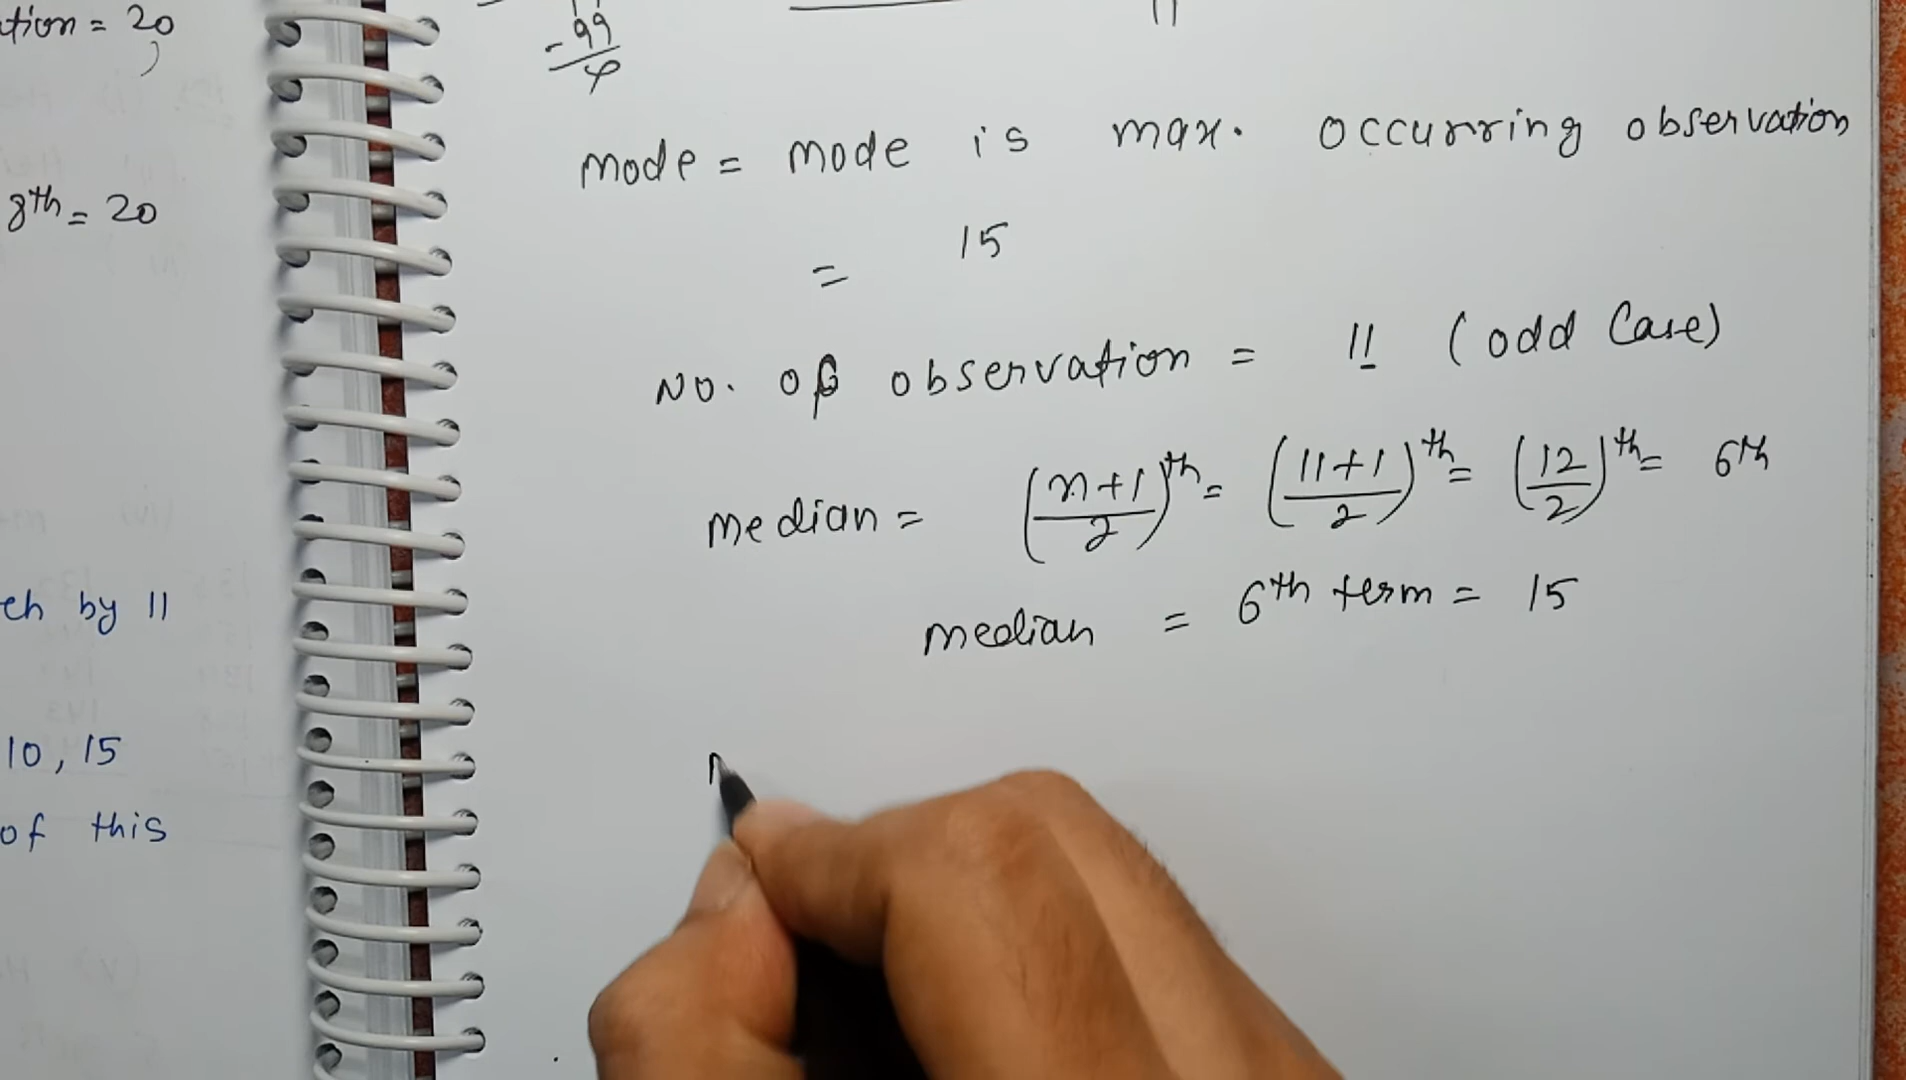 ation = 20
8th = 20
ch by 11
10, 15
of this
- 99
mode = mode is max. occurring observation
= 15
No. of observation = 11 (odd Case)
median = (n+1/2)th = (11+1/2)th = (12/2)th = 6th
median = 6th term = 15